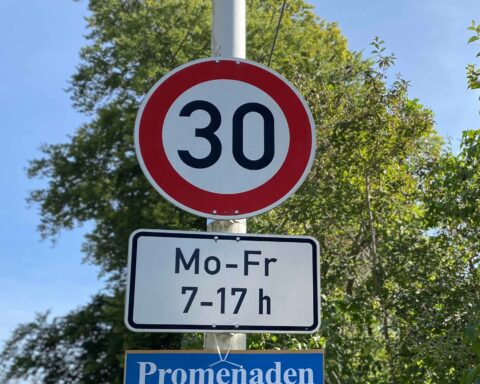 30
Mo-Fr
7-17 h
Promenaden